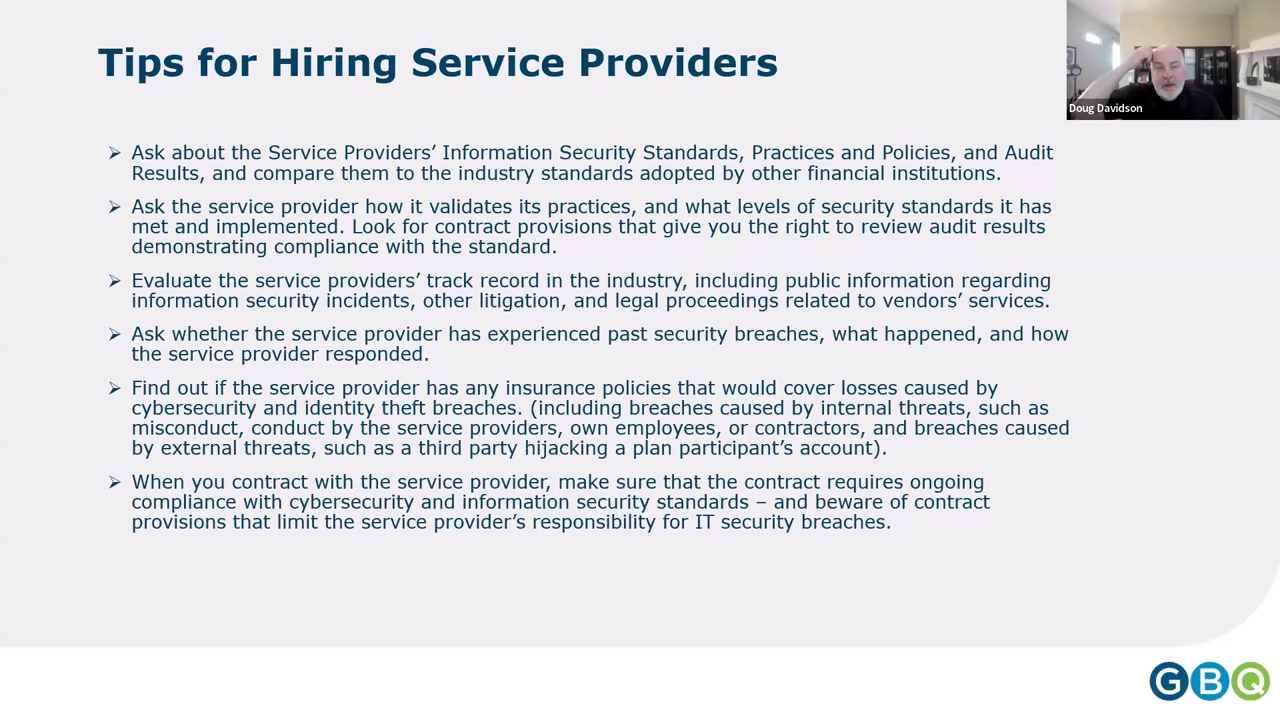 Tips for Hiring Service Providers
Doug Davidson
➢ Ask about the Service Providers’ Information Security Standards, Practices and Policies, and Audit
Results, and compare them to the industry standards adopted by other financial institutions.
➢ Ask the service provider how it validates its practices, and what levels of security standards it has
met and implemented. Look for contract provisions that give you the right to review audit results
demonstrating compliance with the standard.
➢ Evaluate the service providers’ track record in the industry, including public information regarding
information security incidents, other litigation, and legal proceedings related to vendors’ services.
➢ Ask whether the service provider has experienced past security breaches, what happened, and how
the service provider responded.
➢ Find out if the service provider has any insurance policies that would cover losses caused by
cybersecurity and identity theft breaches. (including breaches caused by internal threats, such as
misconduct, conduct by the service providers, own employees, or contractors, and breaches caused
by external threats, such as a third party hijacking a plan participant’s account).
➢ When you contract with the service provider, make sure that the contract requires ongoing
compliance with cybersecurity and information security standards – and beware of contract
provisions that limit the service provider’s responsibility for IT security breaches.
GBQ